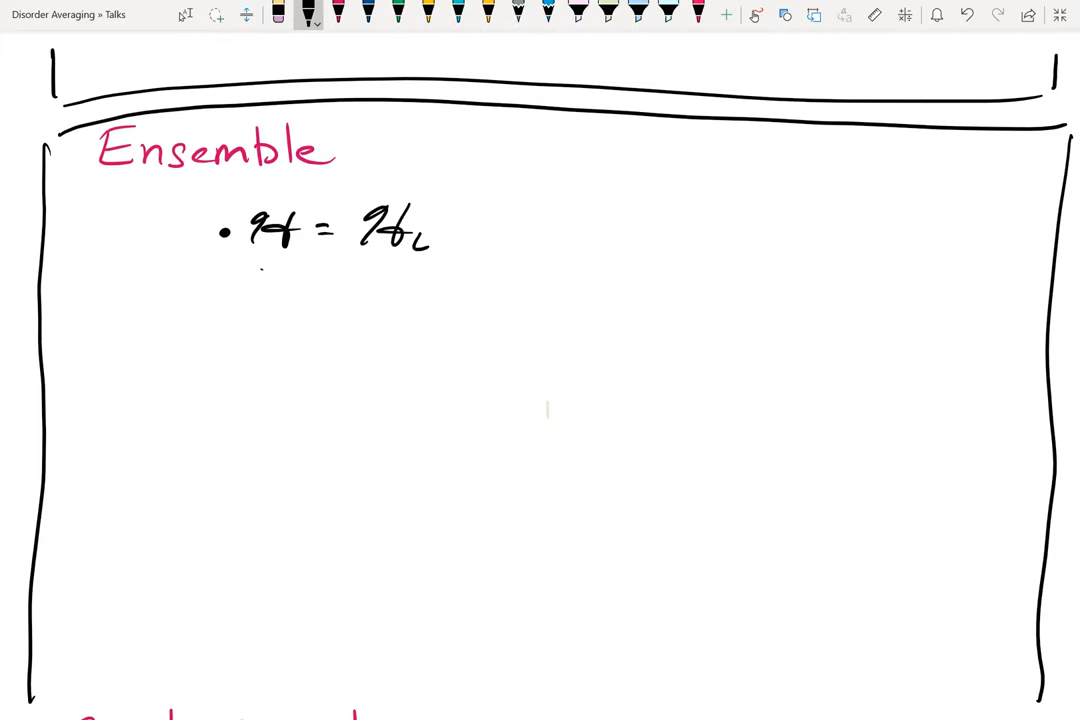 Disorder Averaging » Talks
Ensemble
• ℋ = ℋ_L